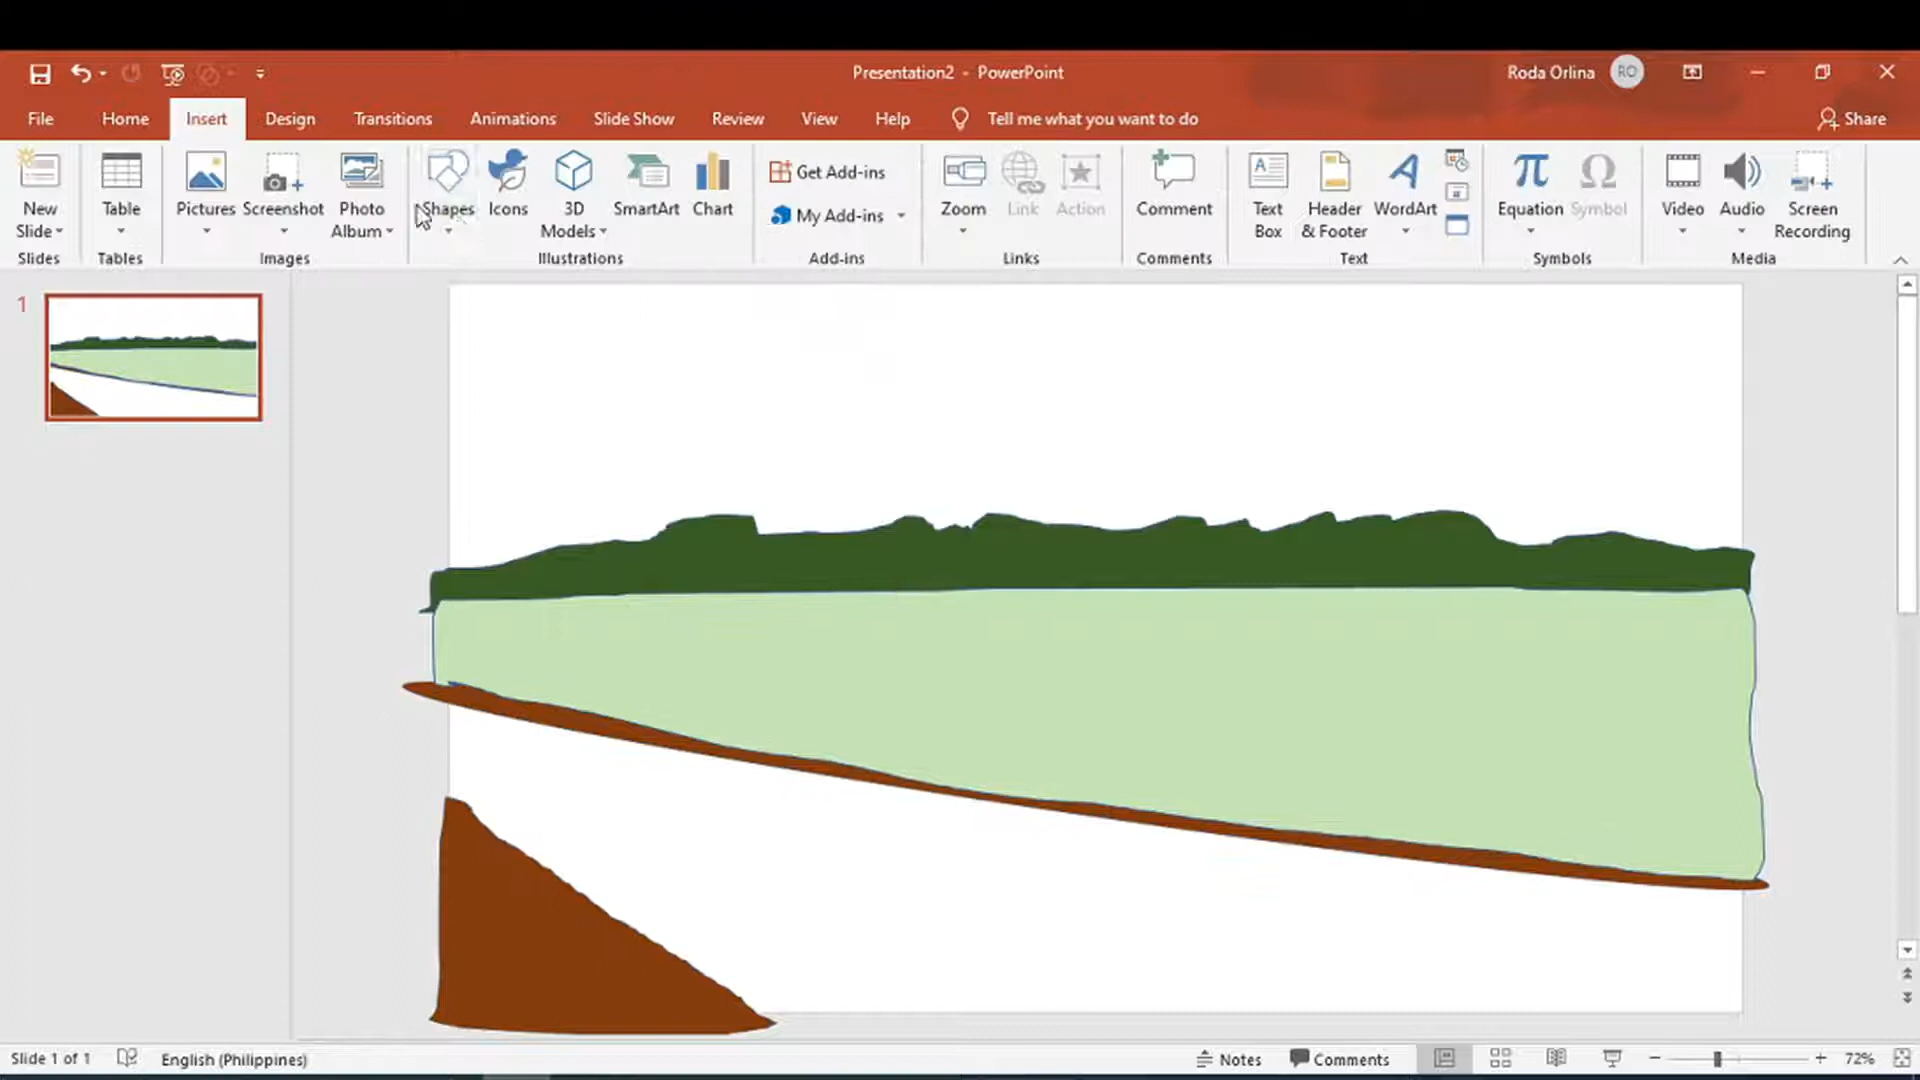 Presentation2 - PowerPoint
Roda Orlina
RO
File Home Insert Design Transitions Animations Slide Show Review View Help Tell me what you want to do Share
New Slide
Table
Pictures
Screenshot
Photo Album
Shapes
Icons
3D Models
SmartArt
Chart
Get Add-ins
My Add-ins
Zoom
Link
Action
Comment
Text Box
Header & Footer
WordArt
Equation
Symbol
Video
Audio
Screen Recording
Slides Tables Images Illustrations Add-ins Links Comments Text Symbols Media
1
Slide 1 of 1 English (Philippines) Notes Comments 72%